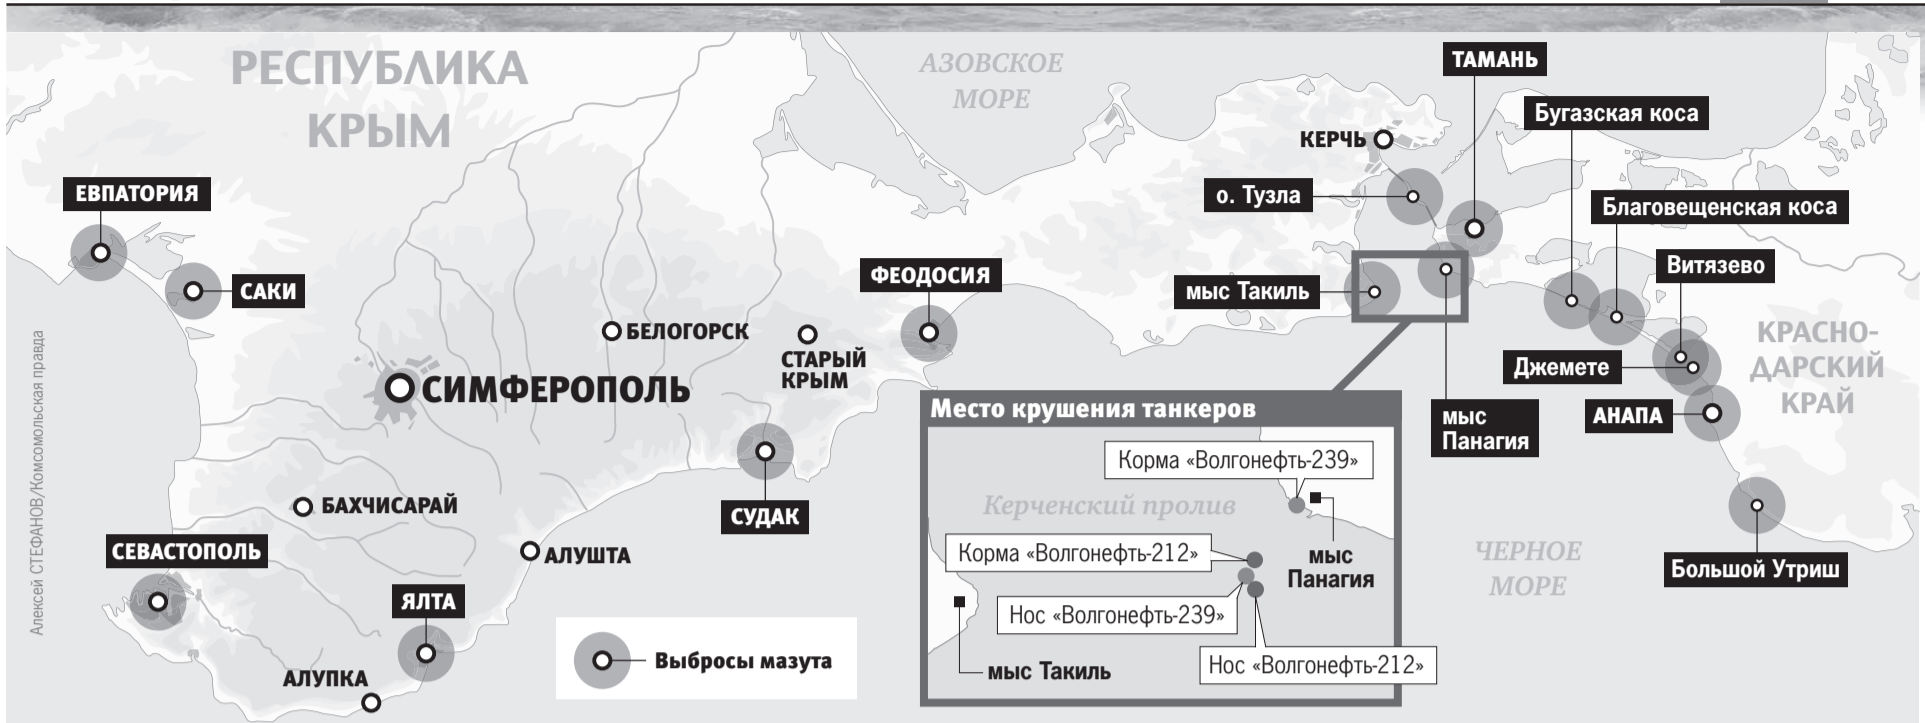 РЕСПУБЛИКА
КРЫМ
АЗОВСКОЕ
МОРЕ
ТАМАНЬ
Бугазская коса
КЕРЧЬ
ЕВПАТОРИЯ
о. Тузла
Благовещенская коса
Витязево
САКИ
ФЕОДОСИЯ
мыс Такиль
БЕЛОГОРСК
СТАРЫЙ
КРЫМ
КРАСНО-
ДАРСКИЙ
КРАЙ
Джемете
СИМФЕРОПОЛЬ
АНАПА
мыс
Панагия
Место крушения танкеров
Корма «Волгонефть-239»
Керченский пролив
Корма «Волгонефть-212»
мыс
Панагия
Нос «Волгонефть-239»
Нос «Волгонефть-212»
мыс Такиль
БАХЧИСАРАЙ
СУДАК
СЕВАСТОПОЛЬ
АЛУШТА
ЧЕРНОЕ
МОРЕ
Большой Утриш
ЯЛТА
АЛУПКА
Выбросы мазута
Алексей СТЕФАНОВ/Комсомольская правда